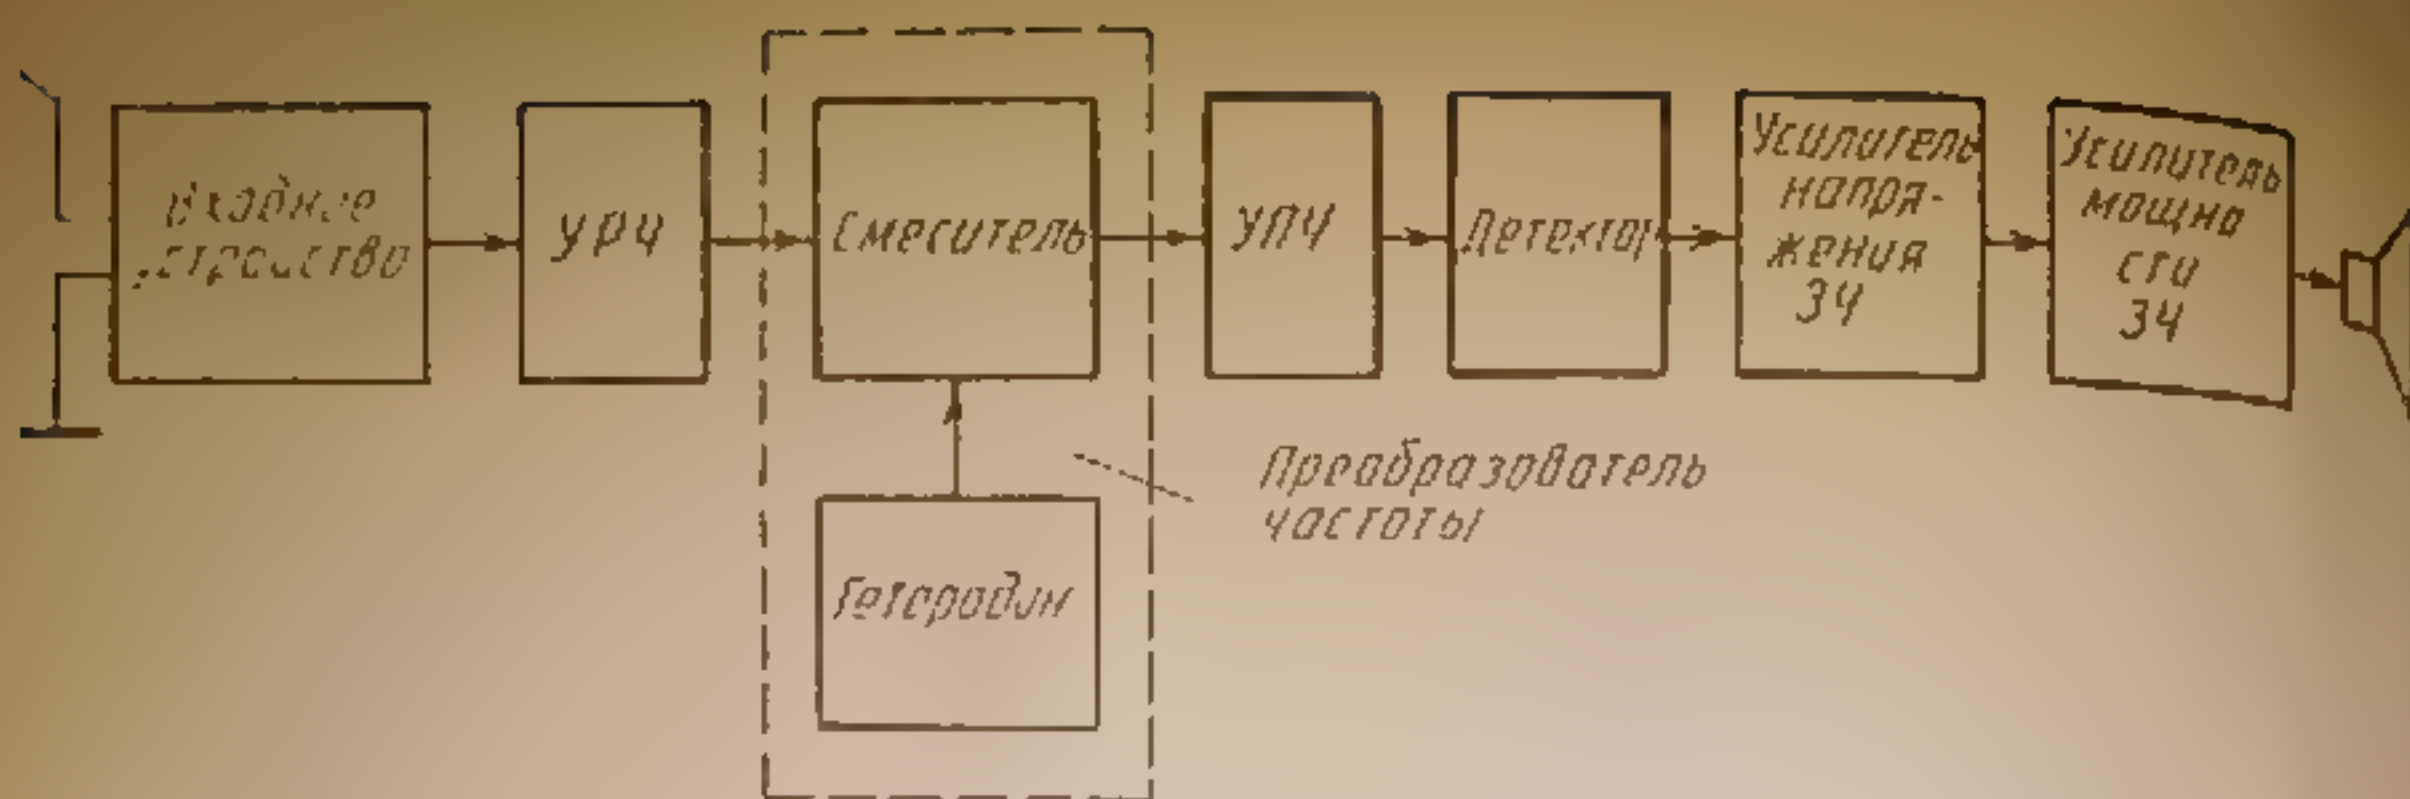 Входное
устройство
УРЧ
Смеситель
УПЧ
Детектор
Усилитель
напря-
жения
ЗЧ
Усилитель
мощно
сти
ЗЧ
Преобразователь
частоты
Гетеродин